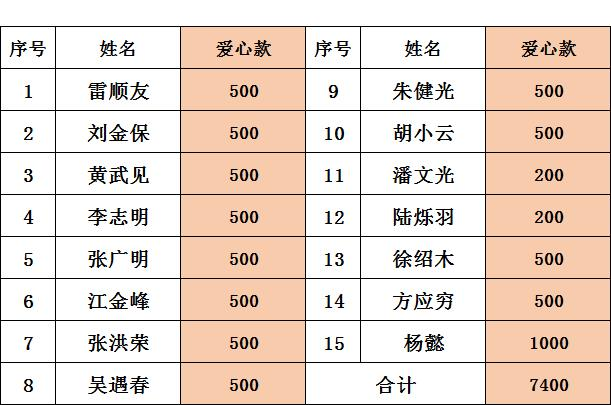 序号 姓名 爱心款 序号 姓名 爱心款
1 雷顺友 500 9 朱健光 500
2 刘金保 500 10 胡小云 500
3 黄武见 500 11 潘文光 200
4 李志明 500 12 陆烁羽 200
5 张广明 500 13 徐绍木 500
6 江金峰 500 14 方应穷 500
7 张洪荣 500 15 杨懿 1000
8 吴遇春 500 合计 7400